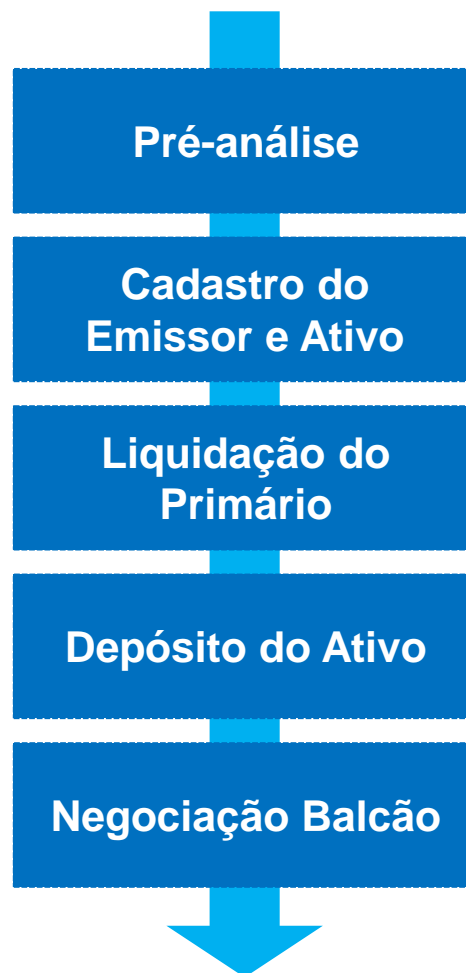 Pré-análise
Cadastro do
Emissor e Ativo
Liquidação do
Primário
Depósito do Ativo
Negociação Balcão